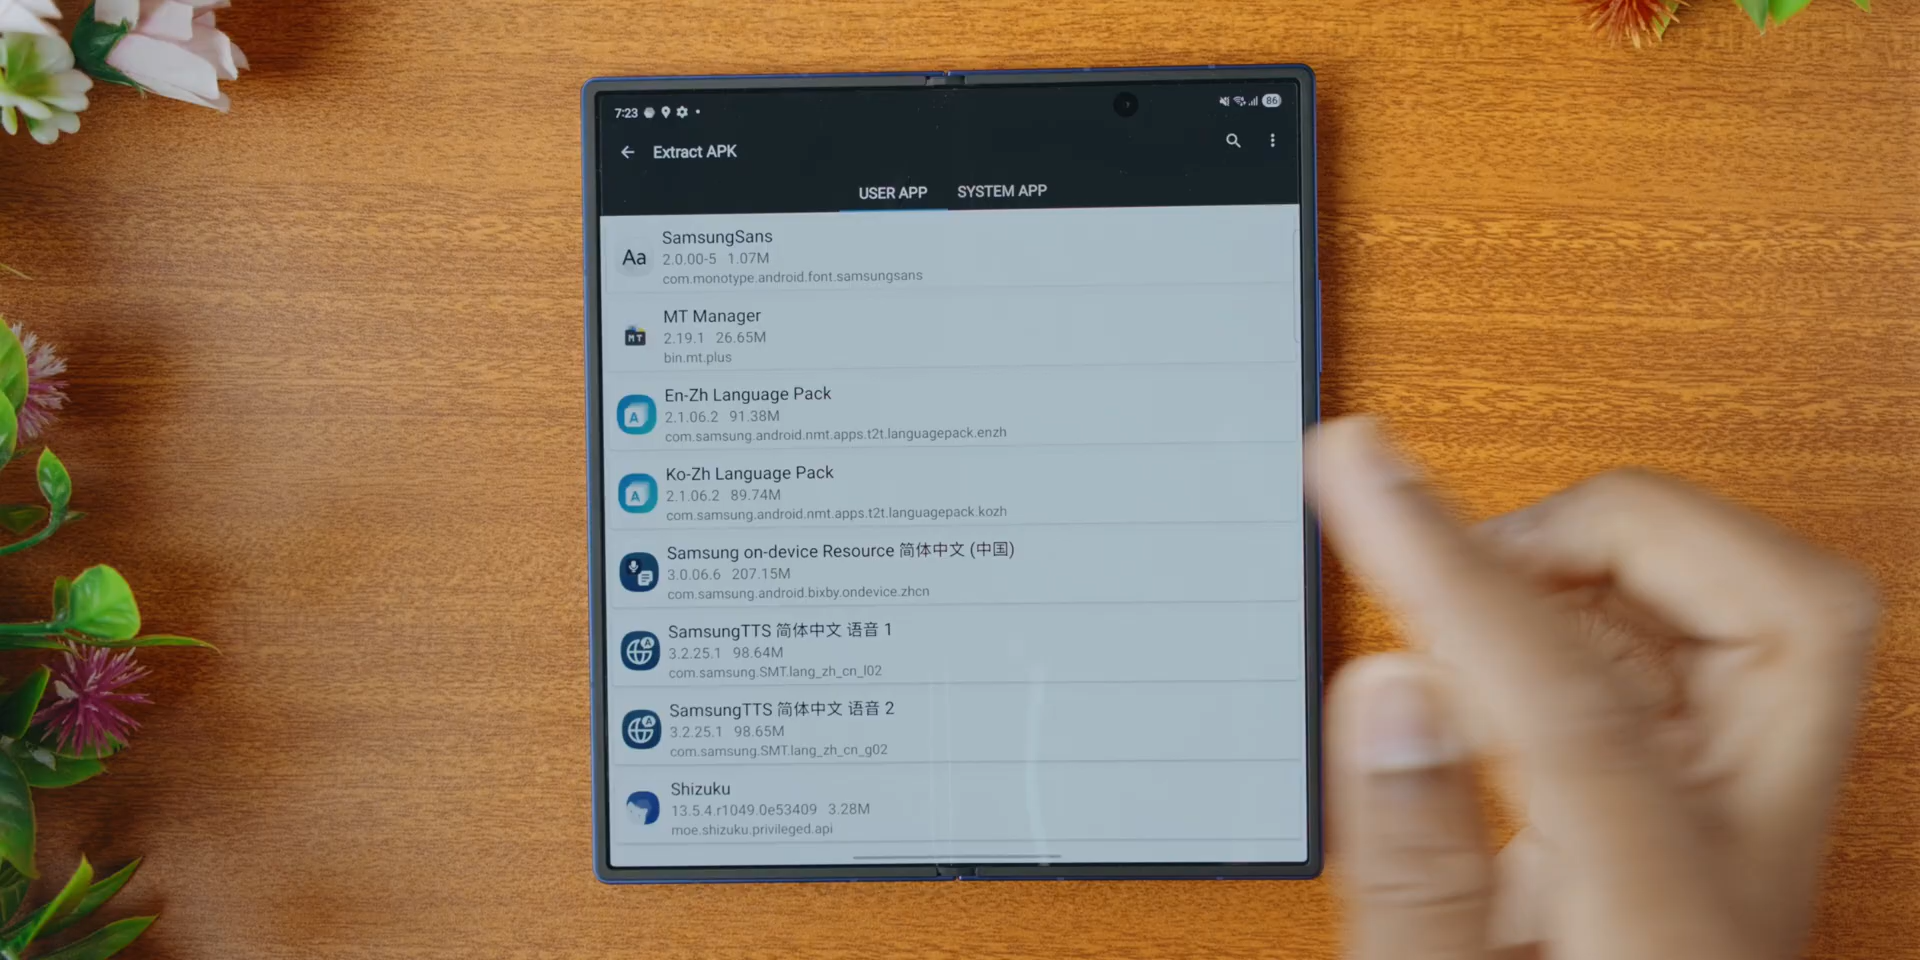 7:23
86
Extract APK
USER APP
SYSTEM APP
Aa
SamsungSans
2.0.00-5 1.07M
com.monotype.android.font.samsungsans
MT
MT Manager
2.19.1 26.65M
bin.mt.plus
A
En-Zh Language Pack
2.1.06.2 91.38M
com.samsung.android.nmt.apps.t2t.languagepack.enzh
A
Ko-Zh Language Pack
2.1.06.2 89.74M
com.samsung.android.nmt.apps.t2t.languagepack.kozh
Samsung on-device Resource 简体中文 (中国)
3.0.06.6 207.15M
com.samsung.android.bixby.ondevice.zhcn
A
SamsungTTS 简体中文 语音 1
3.2.25.1 98.64M
com.samsung.SMT.lang_zh_cn_l02
A
SamsungTTS 简体中文 语音 2
3.2.25.1 98.65M
com.samsung.SMT.lang_zh_cn_g02
Shizuku
13.5.4.r1049.0e53409 3.28M
moe.shizuku.privileged.api